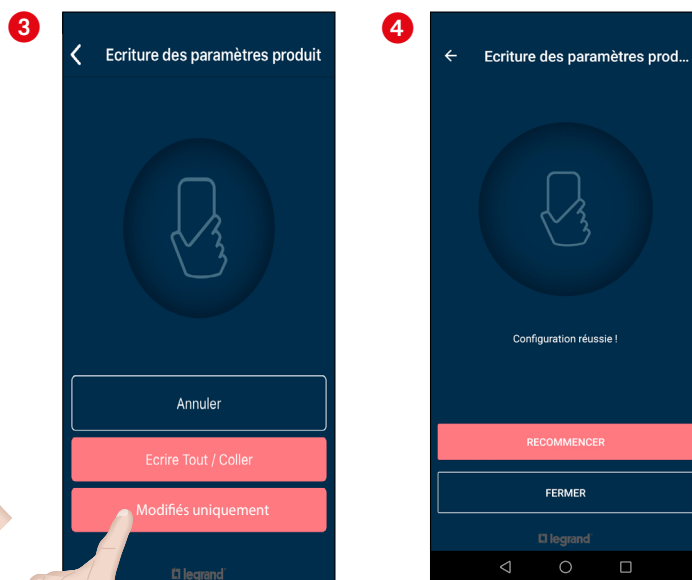 3
Ecriture des paramètres produit
Annuler
Ecrire Tout / Coller
Modifiés uniquement
legrand
4
Ecriture des paramètres prod...
Configuration réussie !
RECOMMENCER
FERMER
legrand